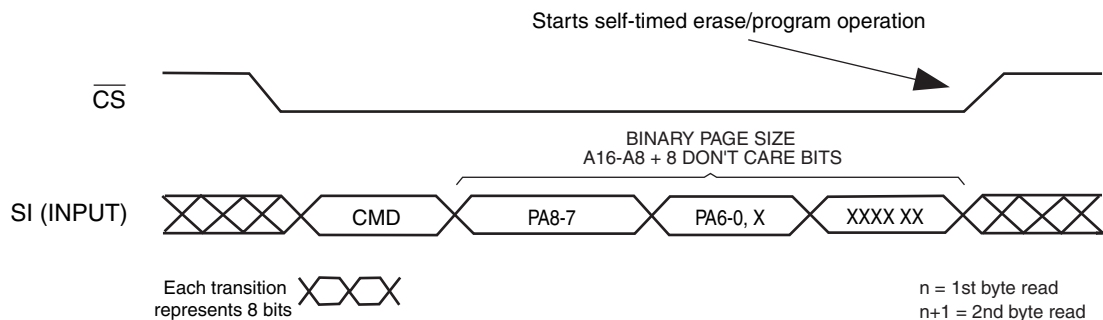 Starts self-timed erase/program operation
CS
BINARY PAGE SIZE
A16-A8 + 8 DON'T CARE BITS
SI (INPUT)
CMD
PA8-7
PA6-0, X
XXXX XX
Each transition
represents 8 bits
n = 1st byte read
n+1 = 2nd byte read